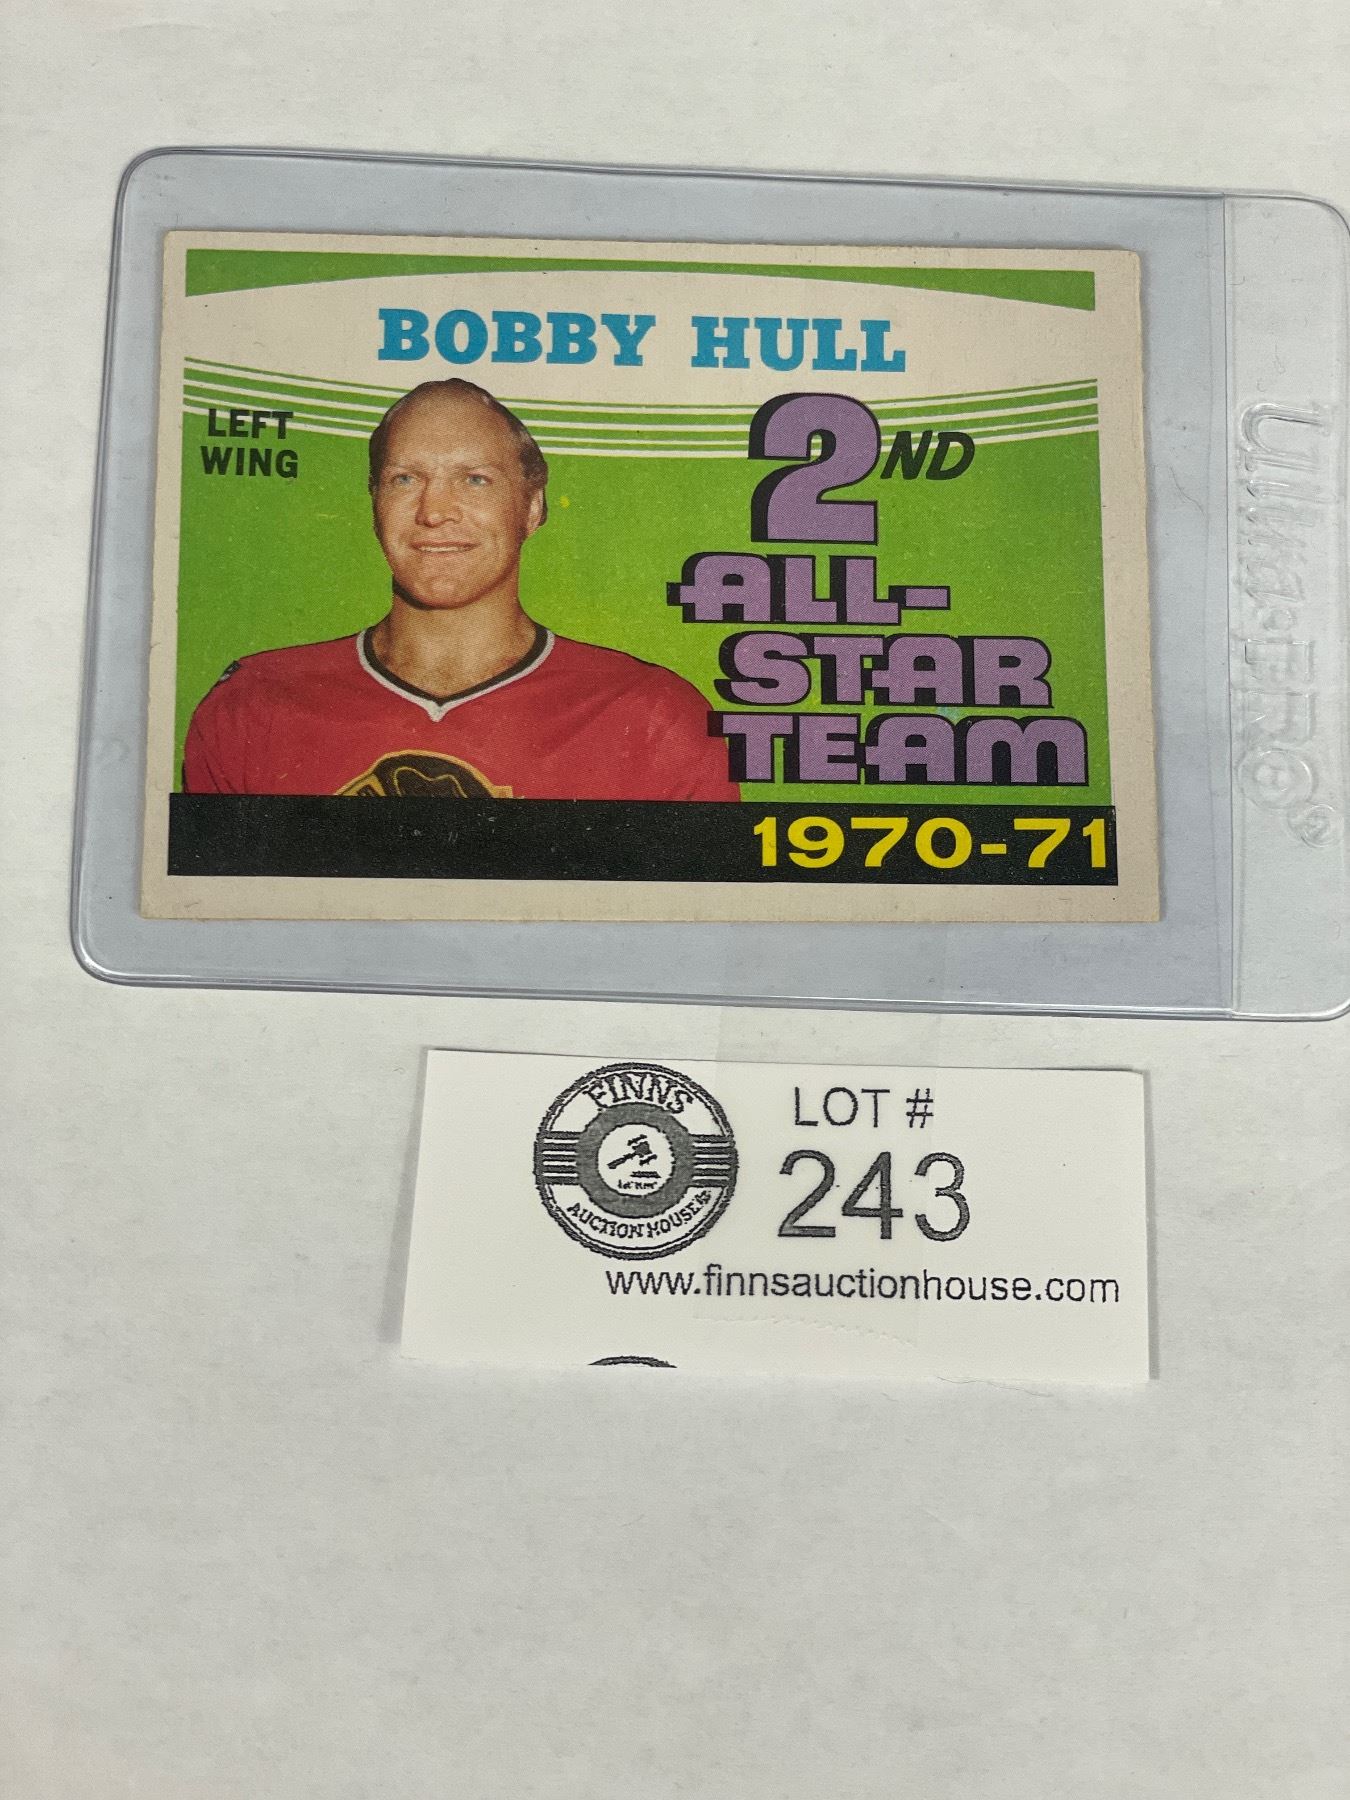 BOBBY HULL
LEFT
WING
2ND
ALL-
STAR
TEAM
1970-71
Ultra•PRO®
FINNS
AUCTION HOUSE
LOT #
243
www.finnsauctionhouse.com